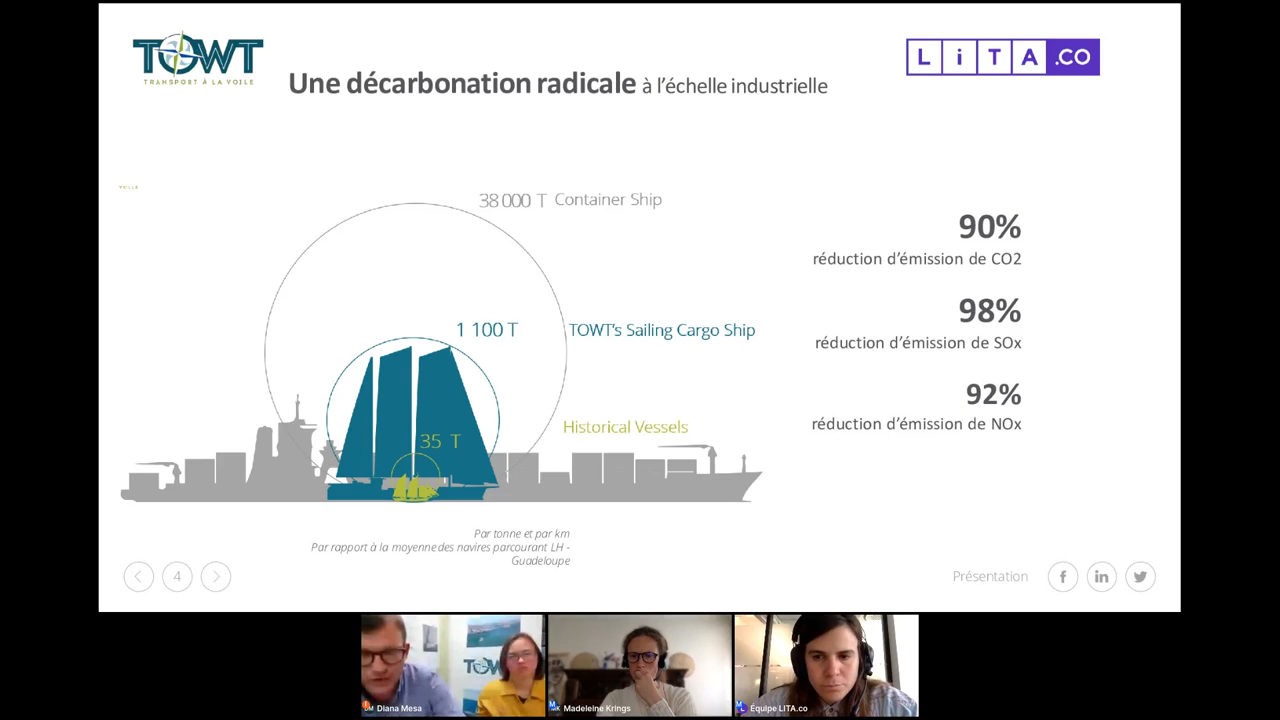 TOWT
TRANSPORT À LA VOILE
LiTA.CO
Une décarbonation radicale à l'échelle industrielle
38 000 T Container Ship
1 100 T TOWT's Sailing Cargo Ship
35 T Historical Vessels
90%
réduction d'émission de CO2
98%
réduction d'émission de SOx
92%
réduction d'émission de NOx
Par tonne et par km
Par rapport à la moyenne des navires parcourant LH -
Guadeloupe
4
Présentation
f in
TOWT
Diana Mesa
Madeleine Krings
Équipe LITA.co